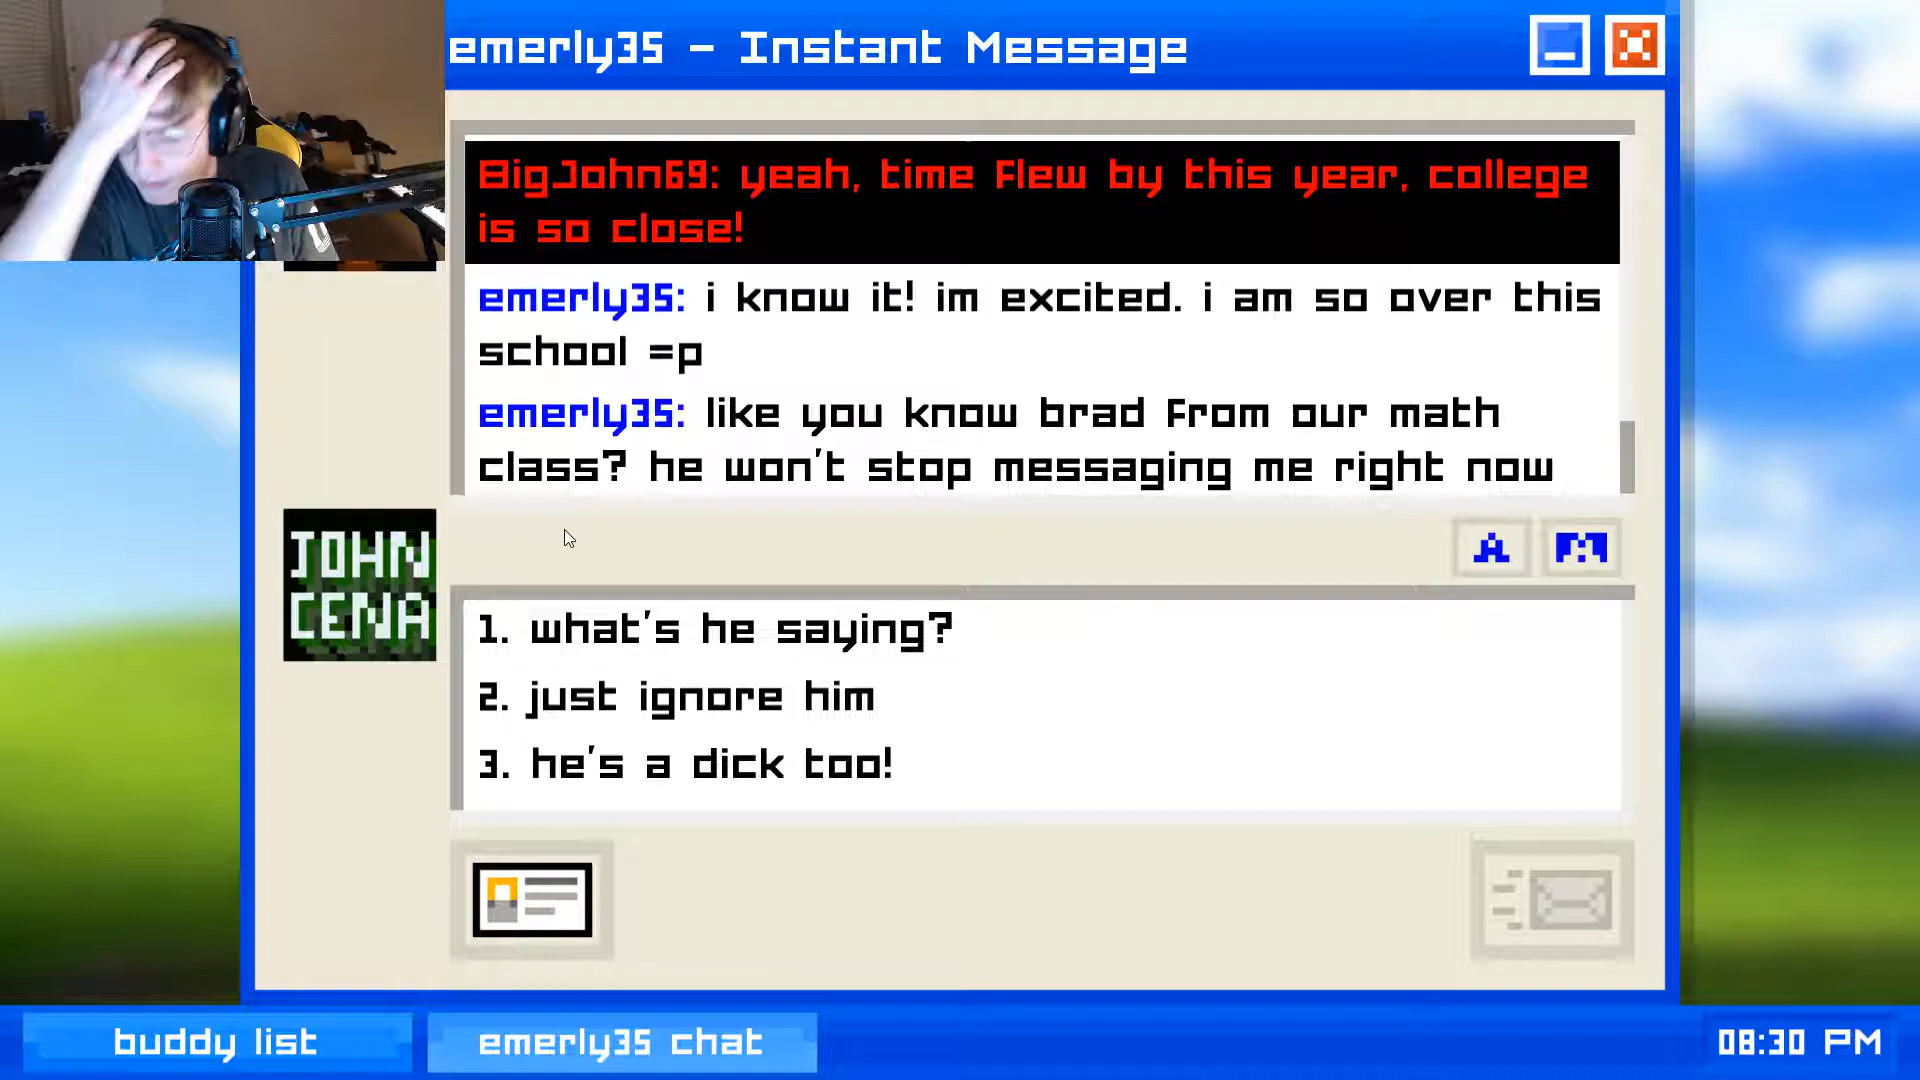 emerly35 - Instant Message
BigJohn69: yeah, time flew by this year, college
is so close!
emerly35: i know it! im excited. i am so over this
school =p
emerly35: like you know brad from our math
class? he won't stop messaging me right now
A M
JOHN
CENA
1. what's he saying?
2. just ignore him
3. he's a dick too!
buddy list
emerly35 chat
08:30 PM